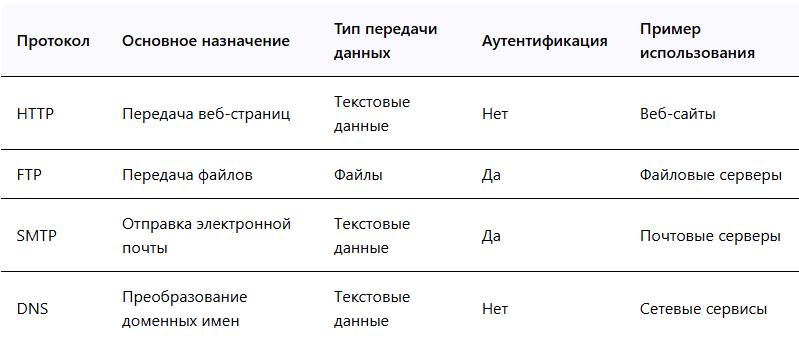 Протокол Основное назначение Тип передачи данных Аутентификация Пример использования
HTTP Передача веб-страниц Текстовые данные Нет Веб-сайты
FTP Передача файлов Файлы Да Файловые серверы
SMTP Отправка электронной почты Текстовые данные Да Почтовые серверы
DNS Преобразование доменных имен Текстовые данные Нет Сетевые сервисы